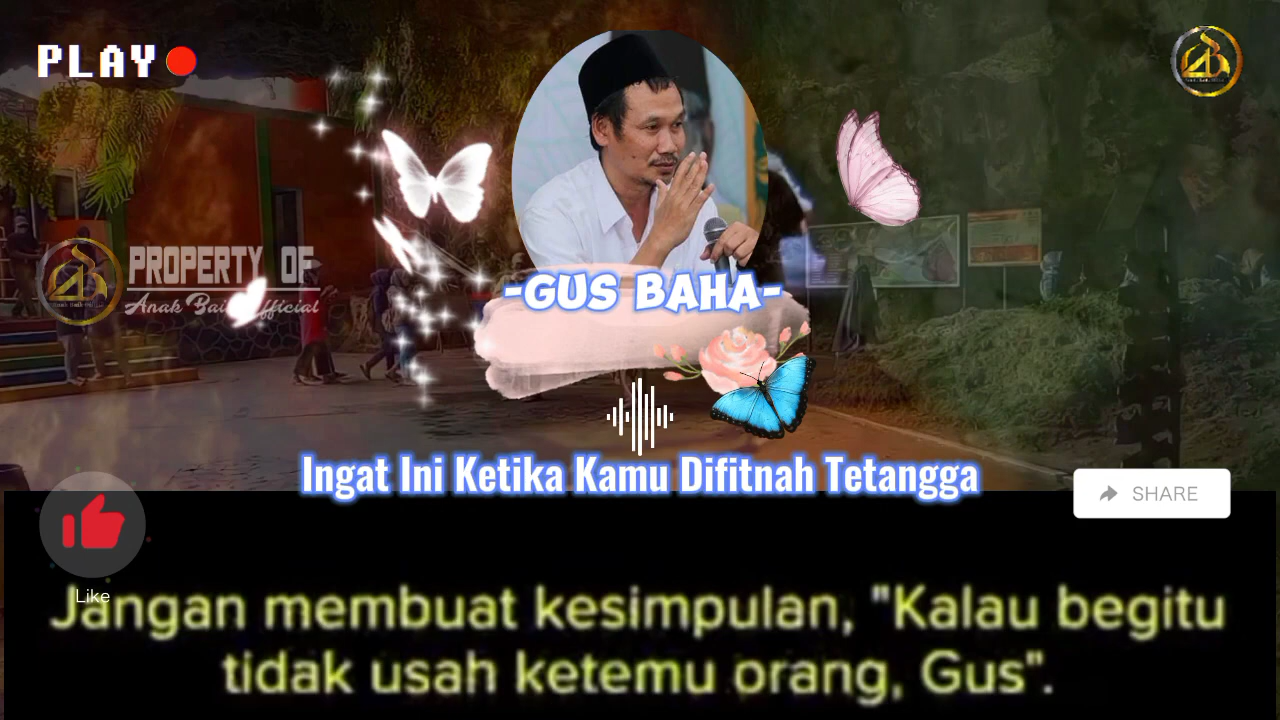 PLAY
PROPERTY OF
Anak Baik Official
-GUS BAHA-
Ingat Ini Ketika Kamu Difitnah Tetangga
SHARE
Like
Jangan membuat kesimpulan, "Kalau begitu
tidak usah ketemu orang, Gus".